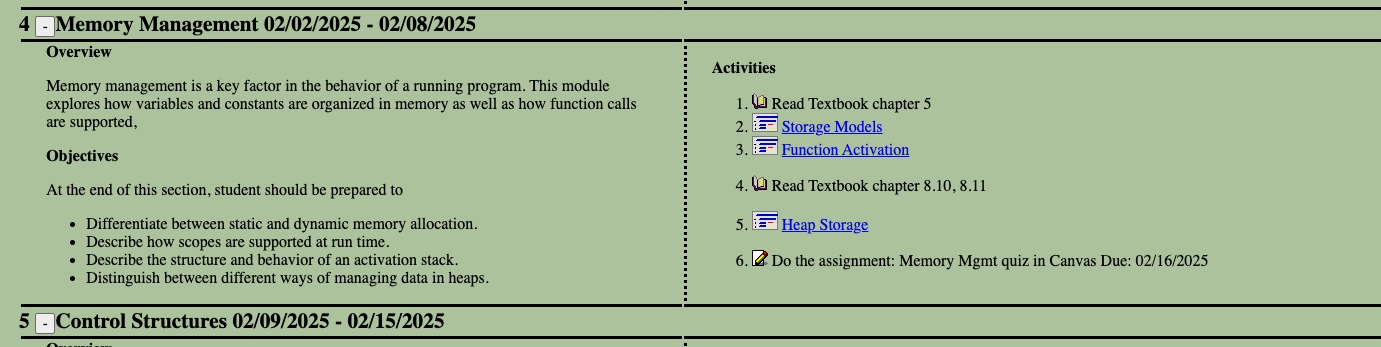 4 - Memory Management 02/02/2025 - 02/08/2025
Overview
Memory management is a key factor in the behavior of a running program. This module
explores how variables and constants are organized in memory as well as how function calls
are supported,
Objectives
At the end of this section, student should be prepared to
• Differentiate between static and dynamic memory allocation.
• Describe how scopes are supported at run time.
• Describe the structure and behavior of an activation stack.
• Distinguish between different ways of managing data in heaps.
Activities
1. Read Textbook chapter 5
2. Storage Models
3. Function Activation
4. Read Textbook chapter 8.10, 8.11
5. Heap Storage
6. Do the assignment: Memory Mgmt quiz in Canvas Due: 02/16/2025
5 - Control Structures 02/09/2025 - 02/15/2025
Overview